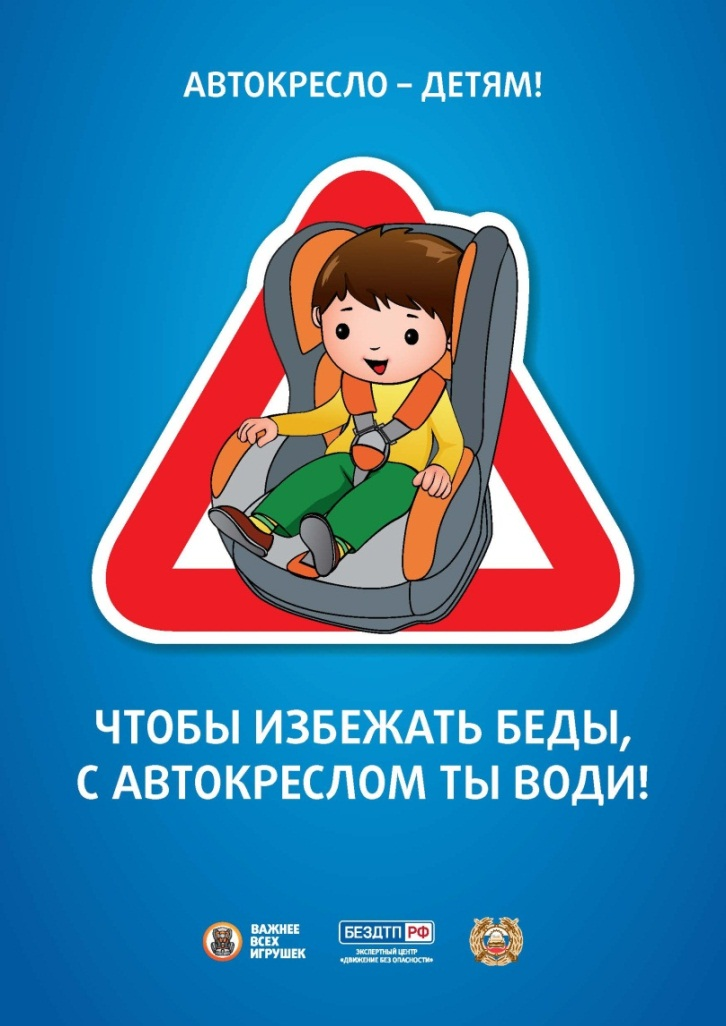 АВТОКРЕСЛО – ДЕТЯМ!
ЧТОБЫ ИЗБЕЖАТЬ БЕДЫ,
С АВТОКРЕСЛОМ ТЫ ВОДИ!
ВАЖНЕЕ
ВСЕХ
ИГРУШЕК
БЕЗДТП РФ
ЭКСПЕРТНЫЙ ЦЕНТР
«ДВИЖЕНИЕ БЕЗ ОПАСНОСТИ»